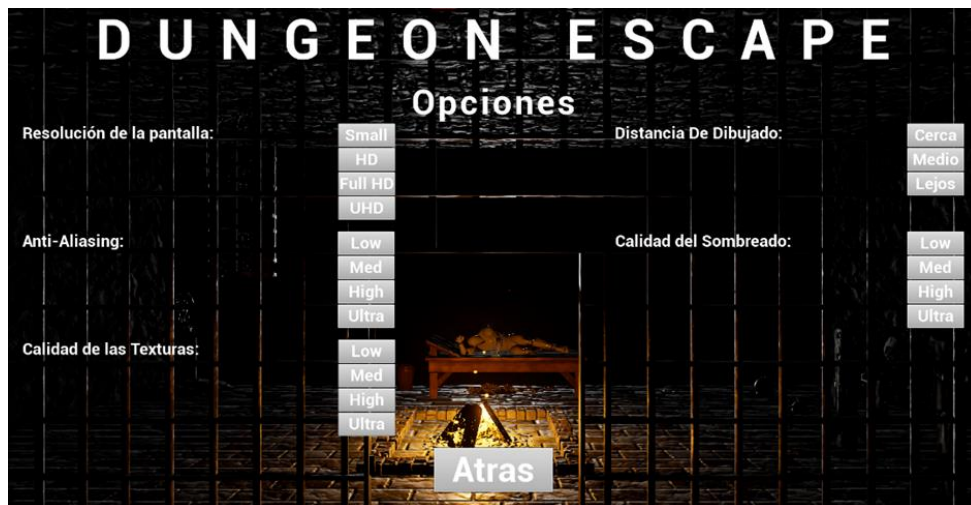 DUNGEON ESCAPE
Opciones
Resolución de la pantalla:
Small
HD
Full HD
UHD
Distancia De Dibujado:
Cerca
Medio
Lejos
Anti-Aliasing:
Low
Med
High
Ultra
Calidad del Sombreado:
Low
Med
High
Ultra
Calidad de las Texturas:
Low
Med
High
Ultra
Atras